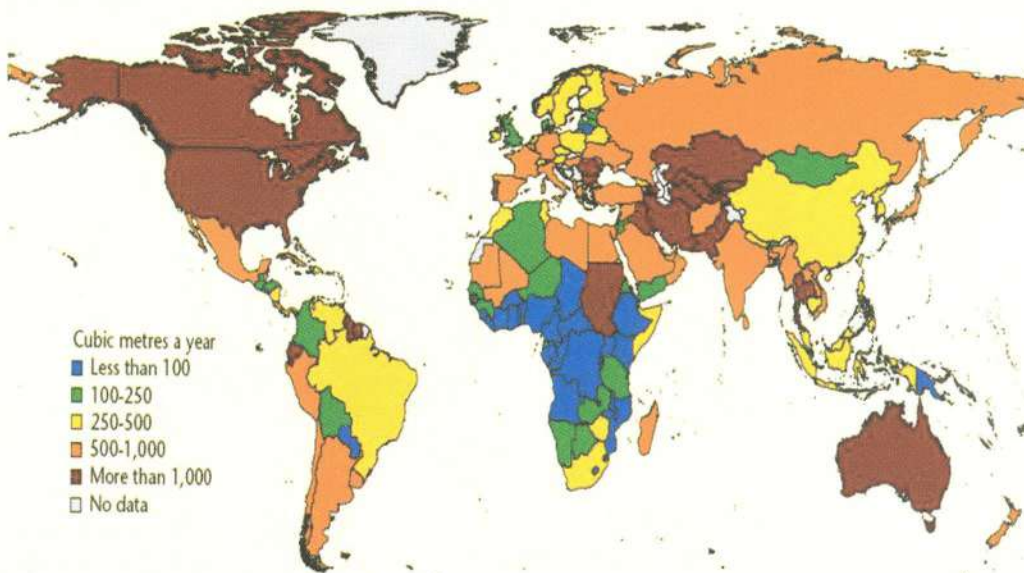 Cubic metres a year
Less than 100
100-250
250-500
500-1,000
More than 1,000
No data